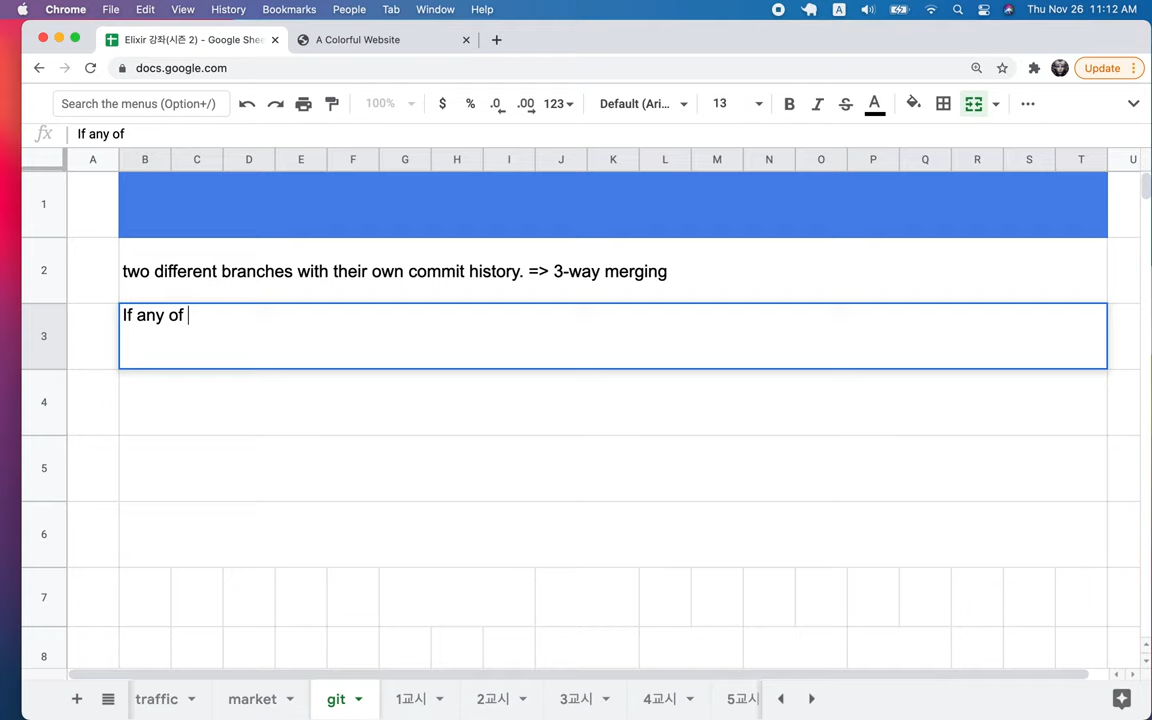 Chrome File Edit View History Bookmarks People Tab Window Help A Thu Nov 26 11:12 AM
Elixir 강좌(시즌 2) - Google Shee × A Colorful Website × +
docs.google.com Update
Search the menus (Option+/) 100% $ % .0 .00 123 Default (Ari... 13 B I S A
fx If any of
A B C D E F G H I J K L M N O P Q R S T U
1
2 two different branches with their own commit history. => 3-way merging
3 If any of
4
5
6
7
8
+ traffic market git 1교시 2교시 3교시 4교시 5교시